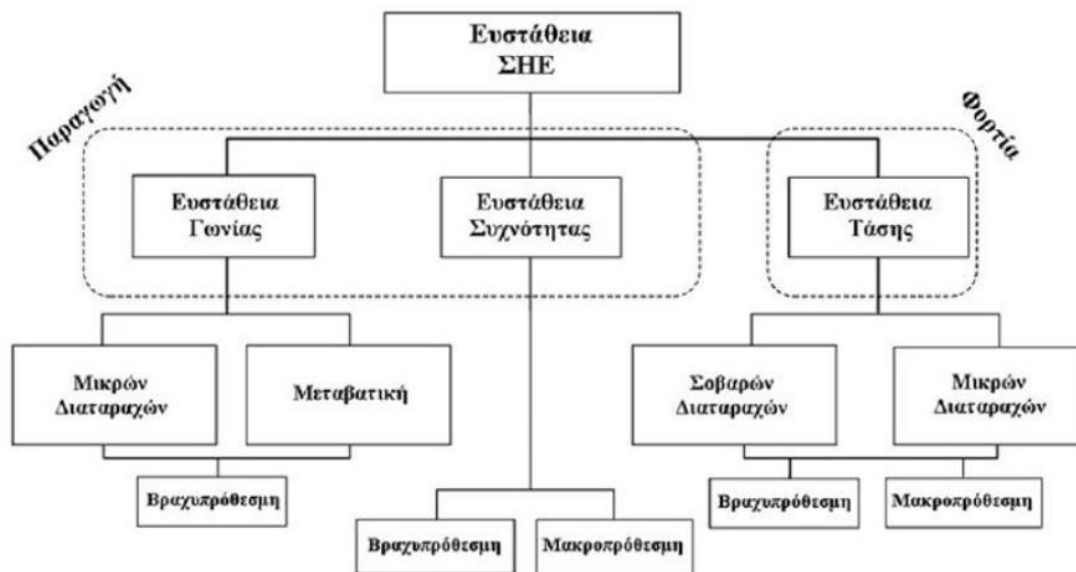 Ευστάθεια
ΣΗΕ
Παραγωγή
Φορτία
Ευστάθεια
Γωνίας
Ευστάθεια
Συχνότητας
Ευστάθεια
Τάσης
Μικρών
Διαταραχών
Μεταβατική
Σοβαρών
Διαταραχών
Μικρών
Διαταραχών
Βραχυπρόθεσμη
Βραχυπρόθεσμη
Μακροπρόθεσμη
Βραχυπρόθεσμη
Μακροπρόθεσμη